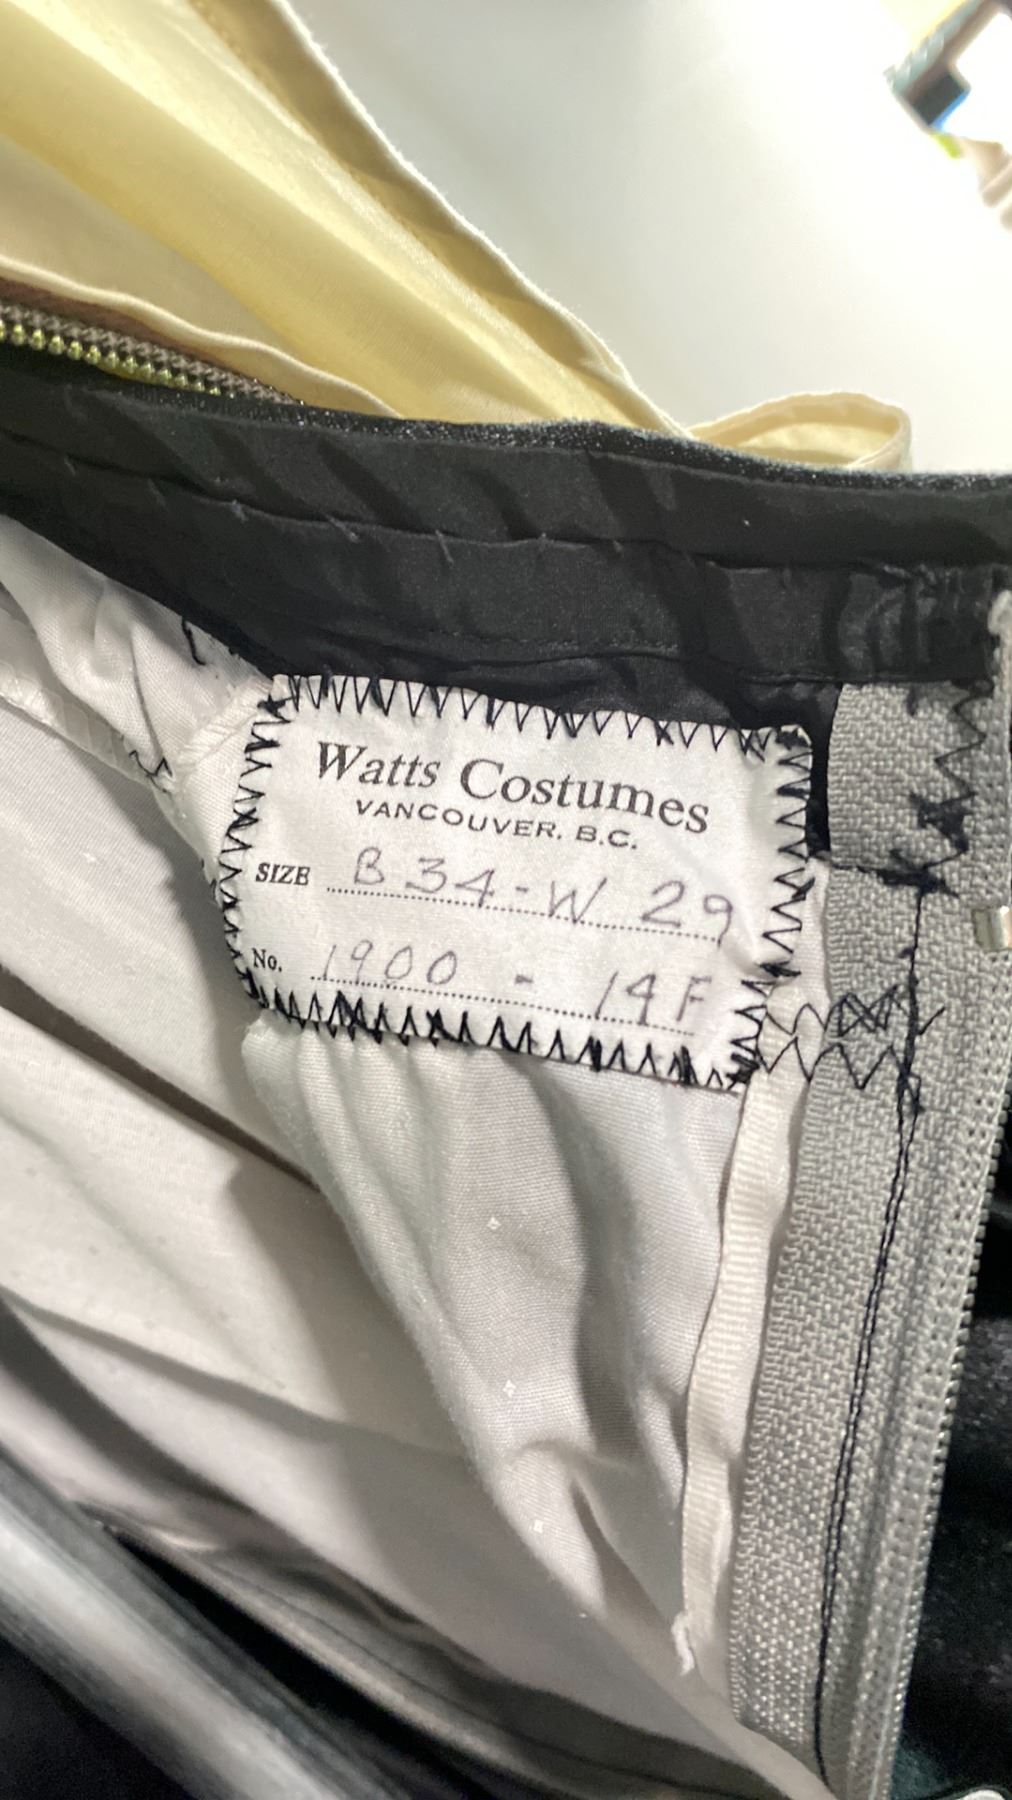 Watts Costumes
VANCOUVER. B.C.
SIZE B 34-W 29
No. 1900 - 14F